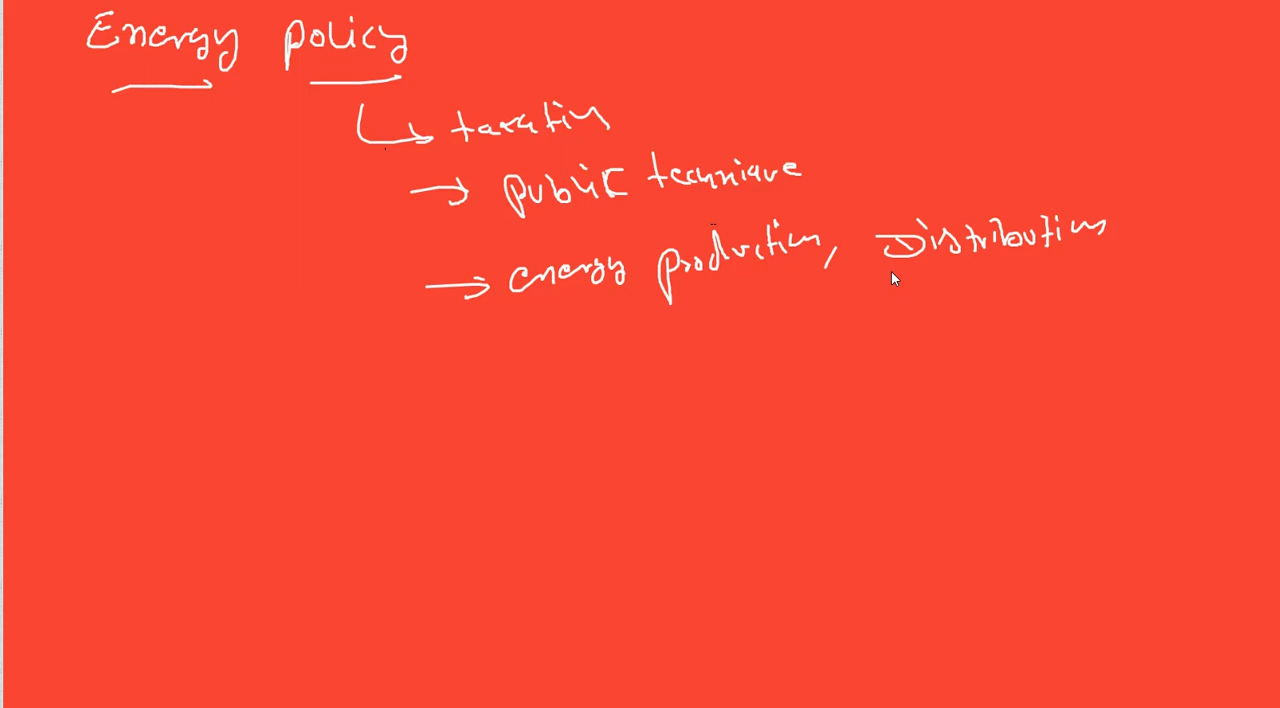 Energy policy
↳ taxation
→ public technique
→ energy production, Distribution